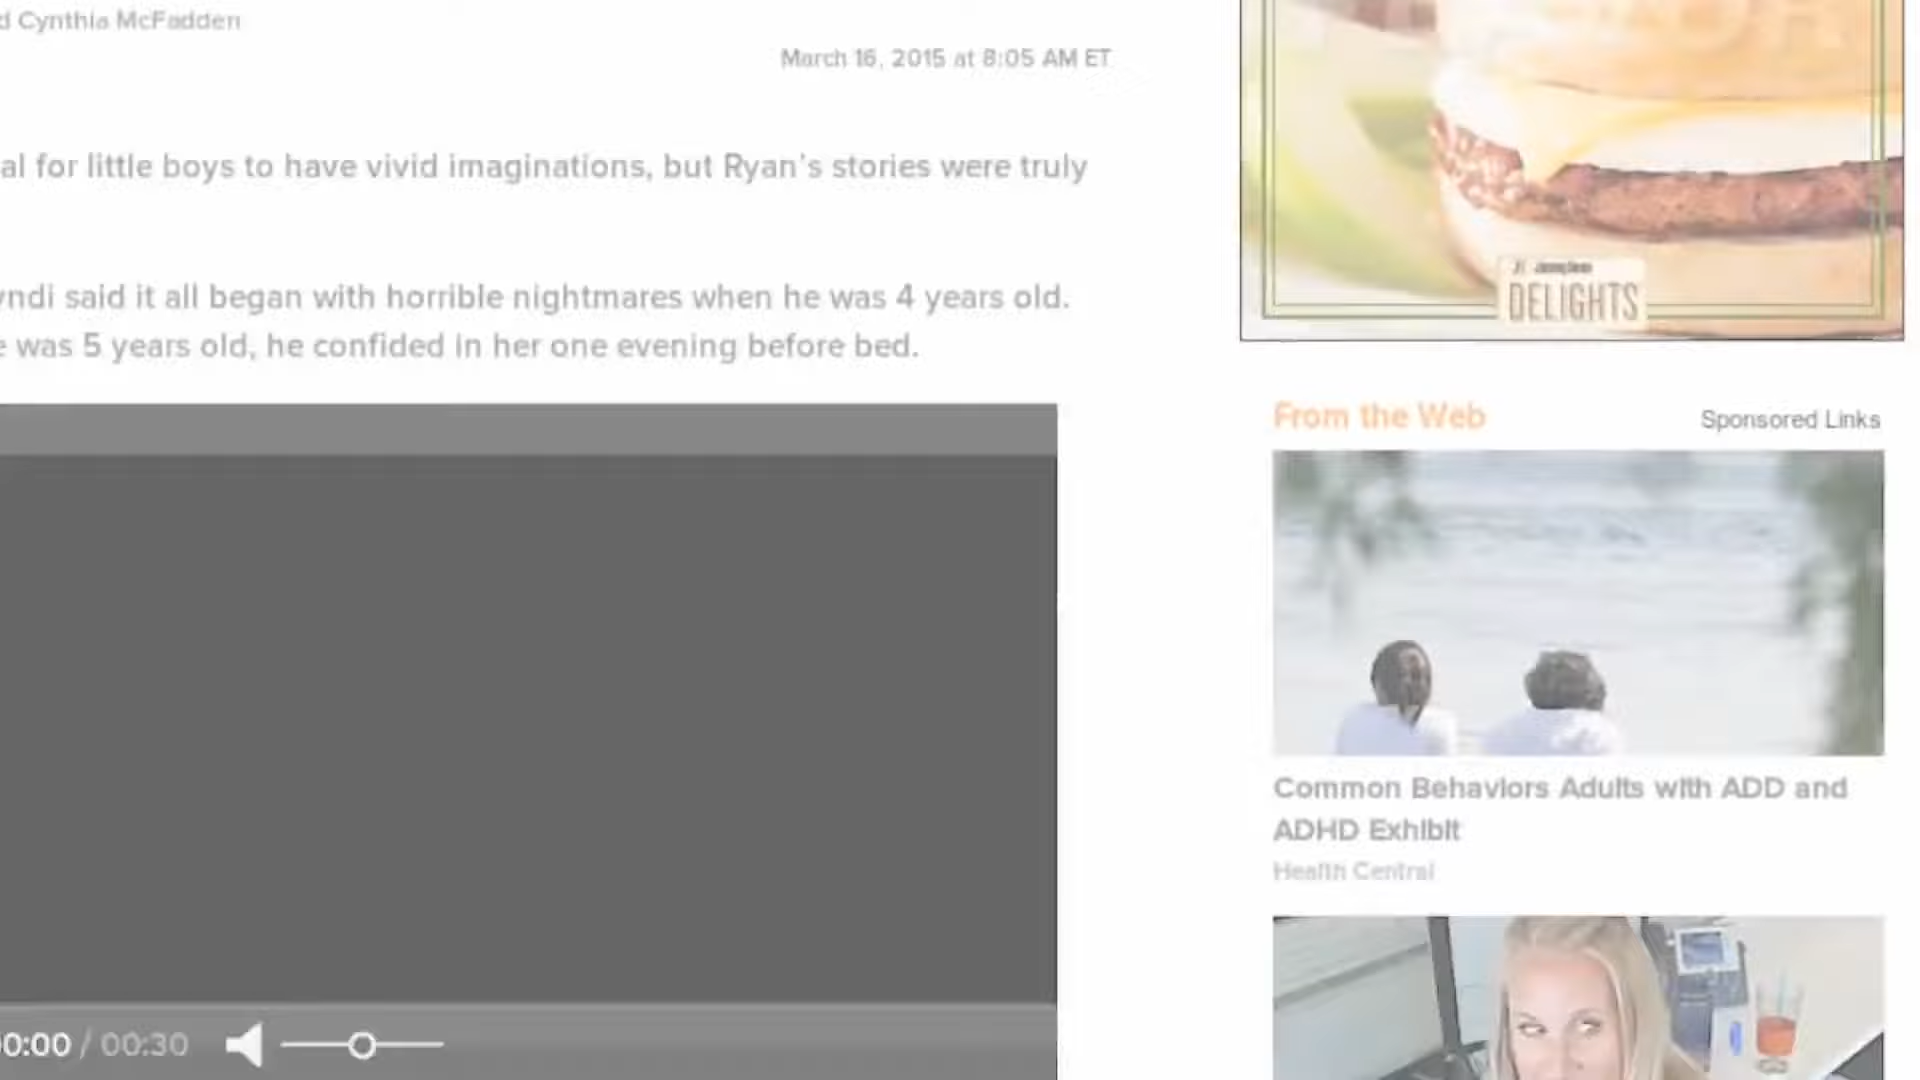 d Cynthia McFadden
March 16, 2015 at 8:05 AM ET
al for little boys to have vivid imaginations, but Ryan's stories were truly
yndi said it all began with horrible nightmares when he was 4 years old.
e was 5 years old, he confided in her one evening before bed.
00:00 / 00:30
DELIGHTS
From the Web
Sponsored Links
Common Behaviors Adults with ADD and
ADHD Exhibit
Health Central